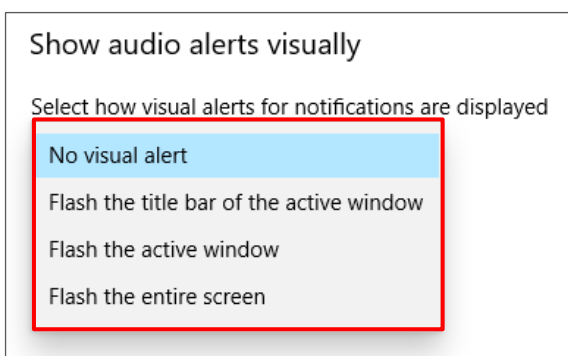 Show audio alerts visually
Select how visual alerts for notifications are displayed
No visual alert
Flash the title bar of the active window
Flash the active window
Flash the entire screen